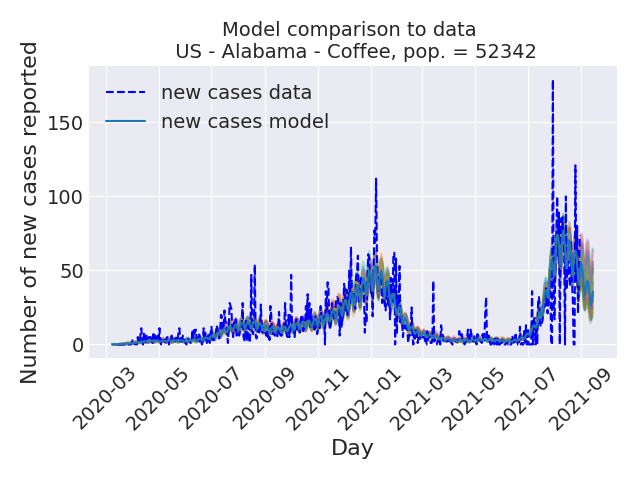 Model comparison to data
US - Alabama - Coffee, pop. = 52342
Number of new cases reported
new cases data
new cases model
150
100
50
0
2020-03
2020-05
2020-07
2020-09
2020-11
2021-01
2021-03
2021-05
2021-07
2021-09
Day